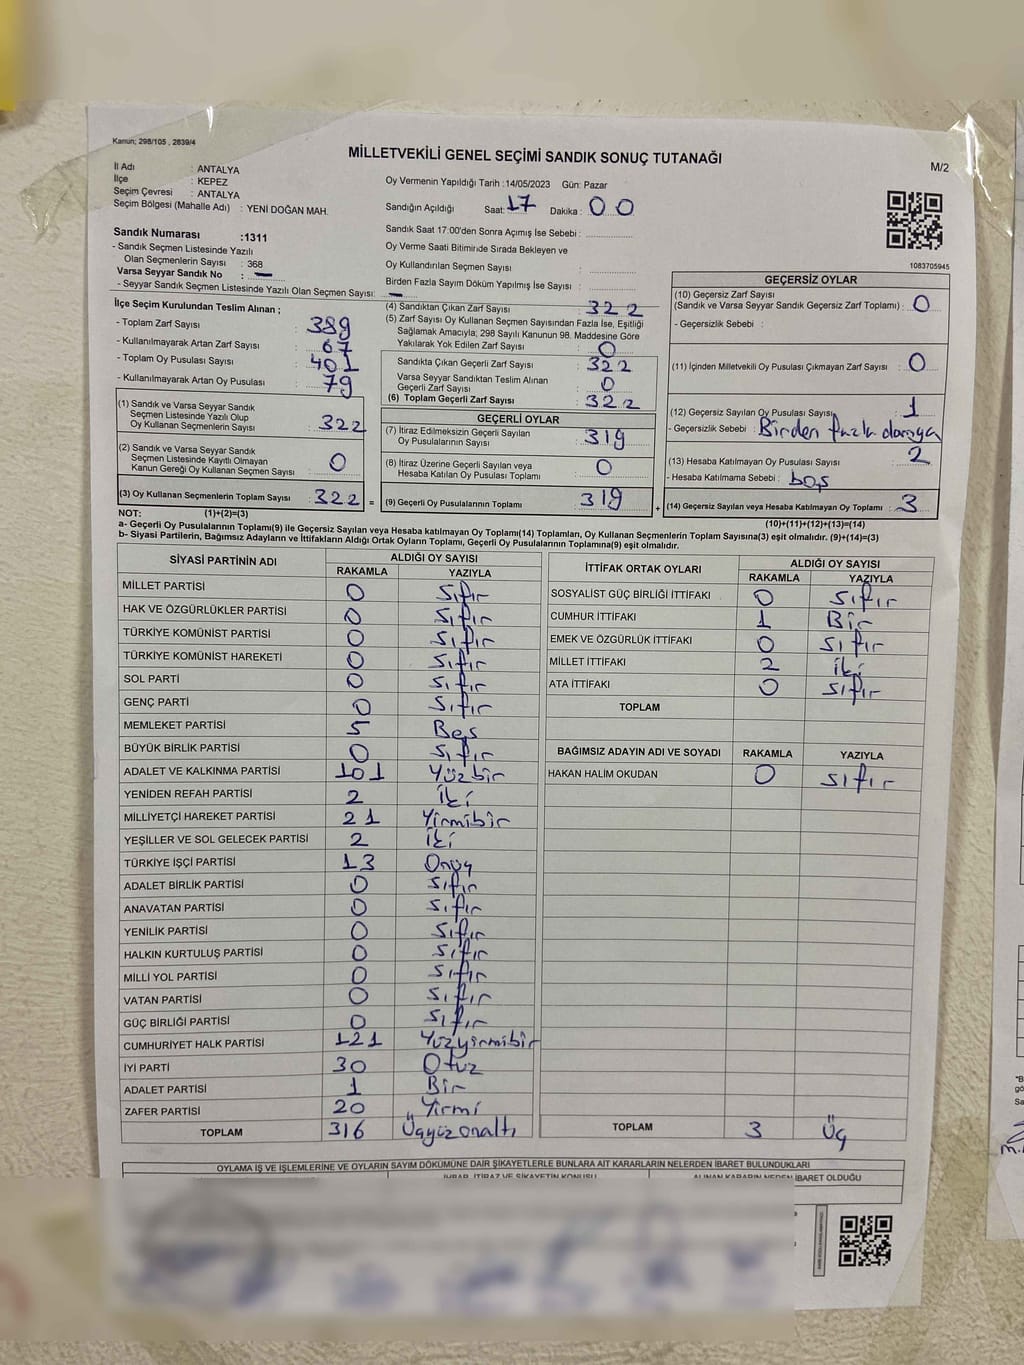 Kanun; 298/105 , 2839/4
MİLLETVEKİLİ GENEL SEÇİMİ SANDIK SONUÇ TUTANAĞI
M/2
İl Adı : ANTALYA
İlçe : KEPEZ
Seçim Çevresi : ANTALYA
Seçim Bölgesi (Mahalle Adı) : YENİ DOĞAN MAH.
Oy Vermenin Yapıldığı Tarih :14/05/2023 Gün: Pazar
Sandığın Açıldığı Saat: 17 Dakika : 00
Sandık Saat 17:00'den Sonra Açımış İse Sebebi :
Oy Verme Saati Bitiminde Sırada Bekleyen ve
Oy Kullandırılan Seçmen Sayısı :
Birden Fazla Sayım Döküm Yapılmış İse Sayısı :
1083705945
Sandık Numarası :1311
- Sandık Seçmen Listesinde Yazılı
Olan Seçmenlerin Sayısı : 368
Varsa Seyyar Sandık No : —
- Seyyar Sandık Seçmen Listesinde Yazılı Olan Seçmen Sayısı: —
İlçe Seçim Kurulundan Teslim Alınan ;
- Toplam Zarf Sayısı : 389
- Kullanılmayarak Artan Zarf Sayısı : 67
- Toplam Oy Pusulası Sayısı : 401
- Kullanılmayarak Artan Oy Pusulası : 79
(1) Sandık ve Varsa Seyyar Sandık
Seçmen Listesinde Yazılı Olup
Oy Kullanan Seçmenlerin Sayısı : 322
(2) Sandık ve Varsa Seyyar Sandık
Seçmen Listesinde Kayıtlı Olmayan
Kanun Gereği Oy Kullanan Seçmen Sayısı : 0
(3) Oy Kullanan Seçmenlerin Toplam Sayısı : 322 =
(4) Sandıktan Çıkan Zarf Sayısı : 322
(5) Zarf Sayısı Oy Kullanan Seçmen Sayısından Fazla İse, Eşitliği
Sağlamak Amacıyla; 298 Sayılı Kanunun 98. Maddesine Göre
Yakılarak Yok Edilen Zarf Sayısı : 0
Sandıkta Çıkan Geçerli Zarf Sayısı : 322
Varsa Seyyar Sandıktan Teslim Alınan
Geçerli Zarf Sayısı : 0
(6) Toplam Geçerli Zarf Sayısı : 322
GEÇERLİ OYLAR
(7) İtiraz Edilmeksizin Geçerli Sayılan
Oy Pusulalarının Sayısı : 319
(8) İtiraz Üzerine Geçerli Sayılan veya
Hesaba Katılan Oy Pusulası Toplamı : 0
(9) Geçerli Oy Pusulalarının Toplamı : 319 +
GEÇERSİZ OYLAR
(10) Geçersiz Zarf Sayısı
(Sandık ve Varsa Seyyar Sandık Geçersiz Zarf Toplamı) : 0
- Geçersizlik Sebebi :
(11) İçinden Milletvekili Oy Pusulası Çıkmayan Zarf Sayısı : 0
(12) Geçersiz Sayılan Oy Pusulası Sayısı : 1
- Geçersizlik Sebebi : Birden fazla damga
(13) Hesaba Katılmayan Oy Pusulası Sayısı : 2
- Hesaba Katılmama Sebebi : boş
(14) Geçersiz Sayılan veya Hesaba Katılmayan Oy Toplamı : 3
NOT: (1)+(2)=(3)
(10)+(11)+(12)+(13)=(14)
a- Geçerli Oy Pusulalarının Toplamı(9) ile Geçersiz Sayılan veya Hesaba katılmayan Oy Toplamı(14) Toplamları, Oy Kullanan Seçmenlerin Toplam Sayısına(3) eşit olmalıdır. (9)+(14)=(3)
b- Siyasi Partilerin, Bağımsız Adayların ve İttifakların Aldığı Ortak Oyların Toplamı, Geçerli Oy Pusulalarının Toplamına(9) eşit olmalıdır.
SİYASİ PARTİNİN ADI ALDIĞI OY SAYISI
RAKAMLA YAZIYLA
MİLLET PARTİSİ 0 Sıfır
HAK VE ÖZGÜRLÜKLER PARTİSİ 0 Sıfır
TÜRKİYE KOMÜNİST PARTİSİ 0 Sıfır
TÜRKİYE KOMÜNİST HAREKETİ 0 Sıfır
SOL PARTİ 0 Sıfır
GENÇ PARTİ 0 Sıfır
MEMLEKET PARTİSİ 5 Beş
BÜYÜK BİRLİK PARTİSİ 0 Sıfır
ADALET VE KALKINMA PARTİSİ 101 Yüzbir
YENİDEN REFAH PARTİSİ 2 İki
MİLLİYETÇİ HAREKET PARTİSİ 21 Yirmibir
YEŞİLLER VE SOL GELECEK PARTİSİ 2 İki
TÜRKİYE İŞÇİ PARTİSİ 13 Onüç
ADALET BİRLİK PARTİSİ 0 Sıfır
ANAVATAN PARTİSİ 0 Sıfır
YENİLİK PARTİSİ 0 Sıfır
HALKIN KURTULUŞ PARTİSİ 0 Sıfır
MİLLİ YOL PARTİSİ 0 Sıfır
VATAN PARTİSİ 0 Sıfır
GÜÇ BİRLİĞİ PARTİSİ 0 Sıfır
CUMHURİYET HALK PARTİSİ 121 Yüzyirmibir
İYİ PARTİ 30 Otuz
ADALET PARTİSİ 1 Bir
ZAFER PARTİSİ 20 Yirmi
TOPLAM 316 Üçyüzonaltı
İTTİFAK ORTAK OYLARI ALDIĞI OY SAYISI
RAKAMLA YAZIYLA
SOSYALİST GÜÇ BİRLİĞİ İTTİFAKI 0 Sıfır
CUMHUR İTTİFAKI 1 Bir
EMEK VE ÖZGÜRLÜK İTTİFAKI 0 Sıfır
MİLLET İTTİFAKI 2 İki
ATA İTTİFAKI 0 Sıfır
TOPLAM
BAĞIMSIZ ADAYIN ADI VE SOYADI RAKAMLA YAZIYLA
HAKAN HALİM OKUDAN 0 Sıfır
TOPLAM 3 Üç
OYLAMA İŞ VE İŞLEMLERİNE VE OYLARIN SAYIM DÖKÜMÜNE DAİR ŞİKAYETLERLE BUNLARA AİT KARARLARIN NELERDEN İBARET BULUNDUKLARI
İHBAR, İTİRAZ VE ŞİKAYETİN KONUSU
ALINAN KARARIN NEDEN İBARET OLDUĞU